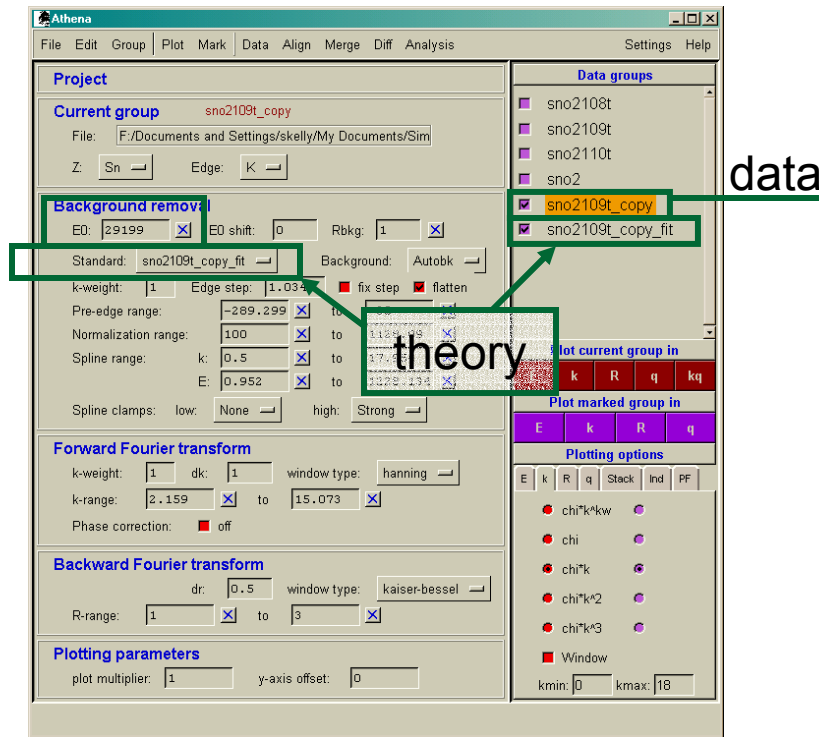 Athena
File Edit Group Plot Mark Data Align Merge Diff Analysis Settings Help
Project
Current group sno2109t_copy
File: F:/Documents and Settings/skelly/My Documents/Sim
Z: Sn Edge: K
Background removal
E0: 29199 E0 shift: 0 Rbkg: 1
Standard: sno2109t_copy_fit Background: Autobk
k-weight: 1 Edge step: 1.034 fix step flatten
Pre-edge range: -289.299 to
Normalization range: 100 to
Spline range: k: 0.5 to
E: 0.952 to
Spline clamps: low: None high: Strong
Forward Fourier transform
k-weight: 1 dk: 1 window type: hanning
k-range: 2.159 to 15.073
Phase correction: off
Backward Fourier transform
dr: 0.5 window type: kaiser-bessel
R-range: 1 to 3
Plotting parameters
plot multiplier: 1 y-axis offset: 0
Data groups
sno2108t
sno2109t
sno2110t
sno2
sno2109t_copy
sno2109t_copy_fit
data
theory
Plot current group in
k R q kq
Plot marked group in
E k R q
Plotting options
E k R q Stack Ind PF
chi*k^kw
chi
chi*k
chi*k^2
chi*k^3
Window
kmin: 0 kmax: 18